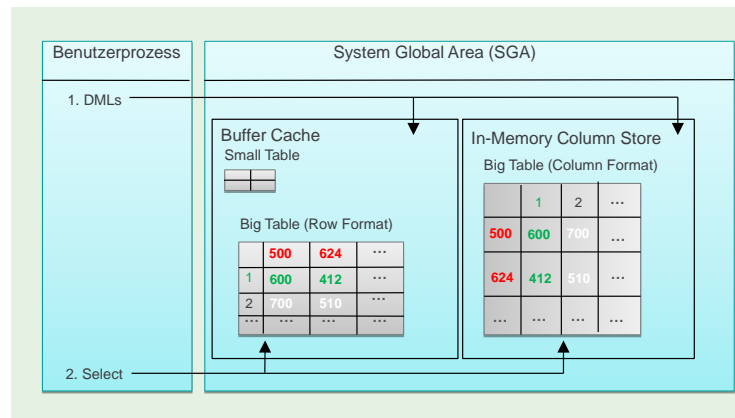 Benutzerprozess
System Global Area (SGA)
1. DMLs
Buffer Cache
Small Table
Big Table (Row Format)
500 624 ...
1 600 412 ...
2 700 510 ...
... ... ... ...
In-Memory Column Store
Big Table (Column Format)
1 2 ...
500 600 700 ...
624 412 510 ...
... ... ... ...
2. Select